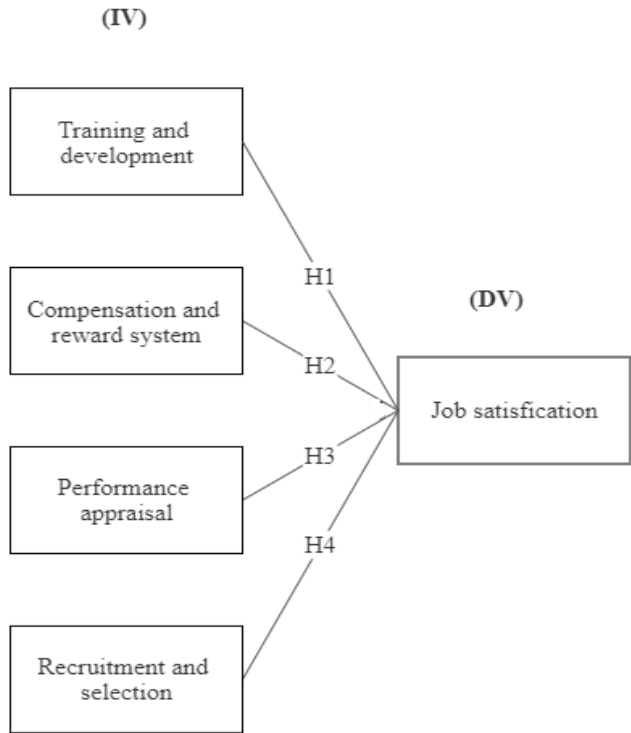 (IV)
Training and
development
H1
Compensation and
reward system
(DV)
H2
Job satisfication
H3
Performance
appraisal
H4
Recruitment and
selection